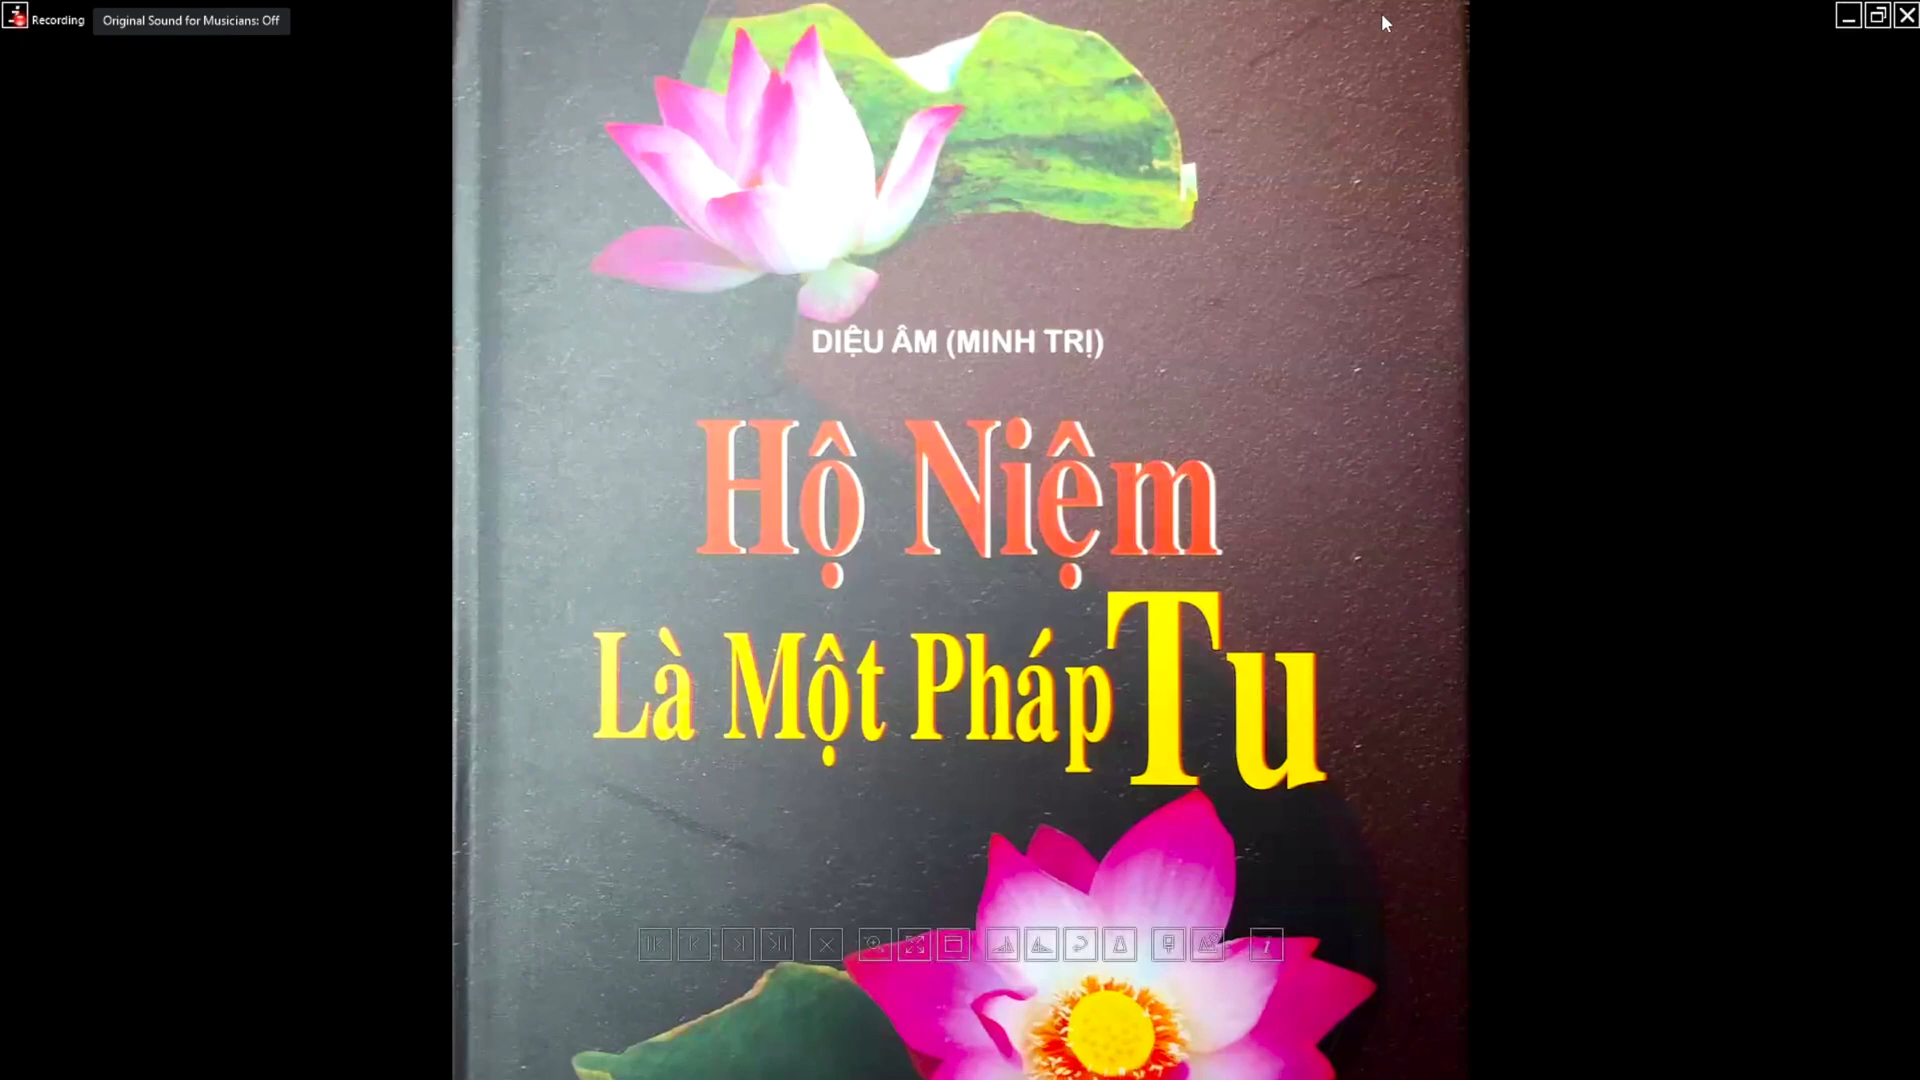 Recording
Original Sound for Musicians: Off
DIỆU ÂM (MINH TRỊ)
Hộ Niệm
Là Một Pháp Tu